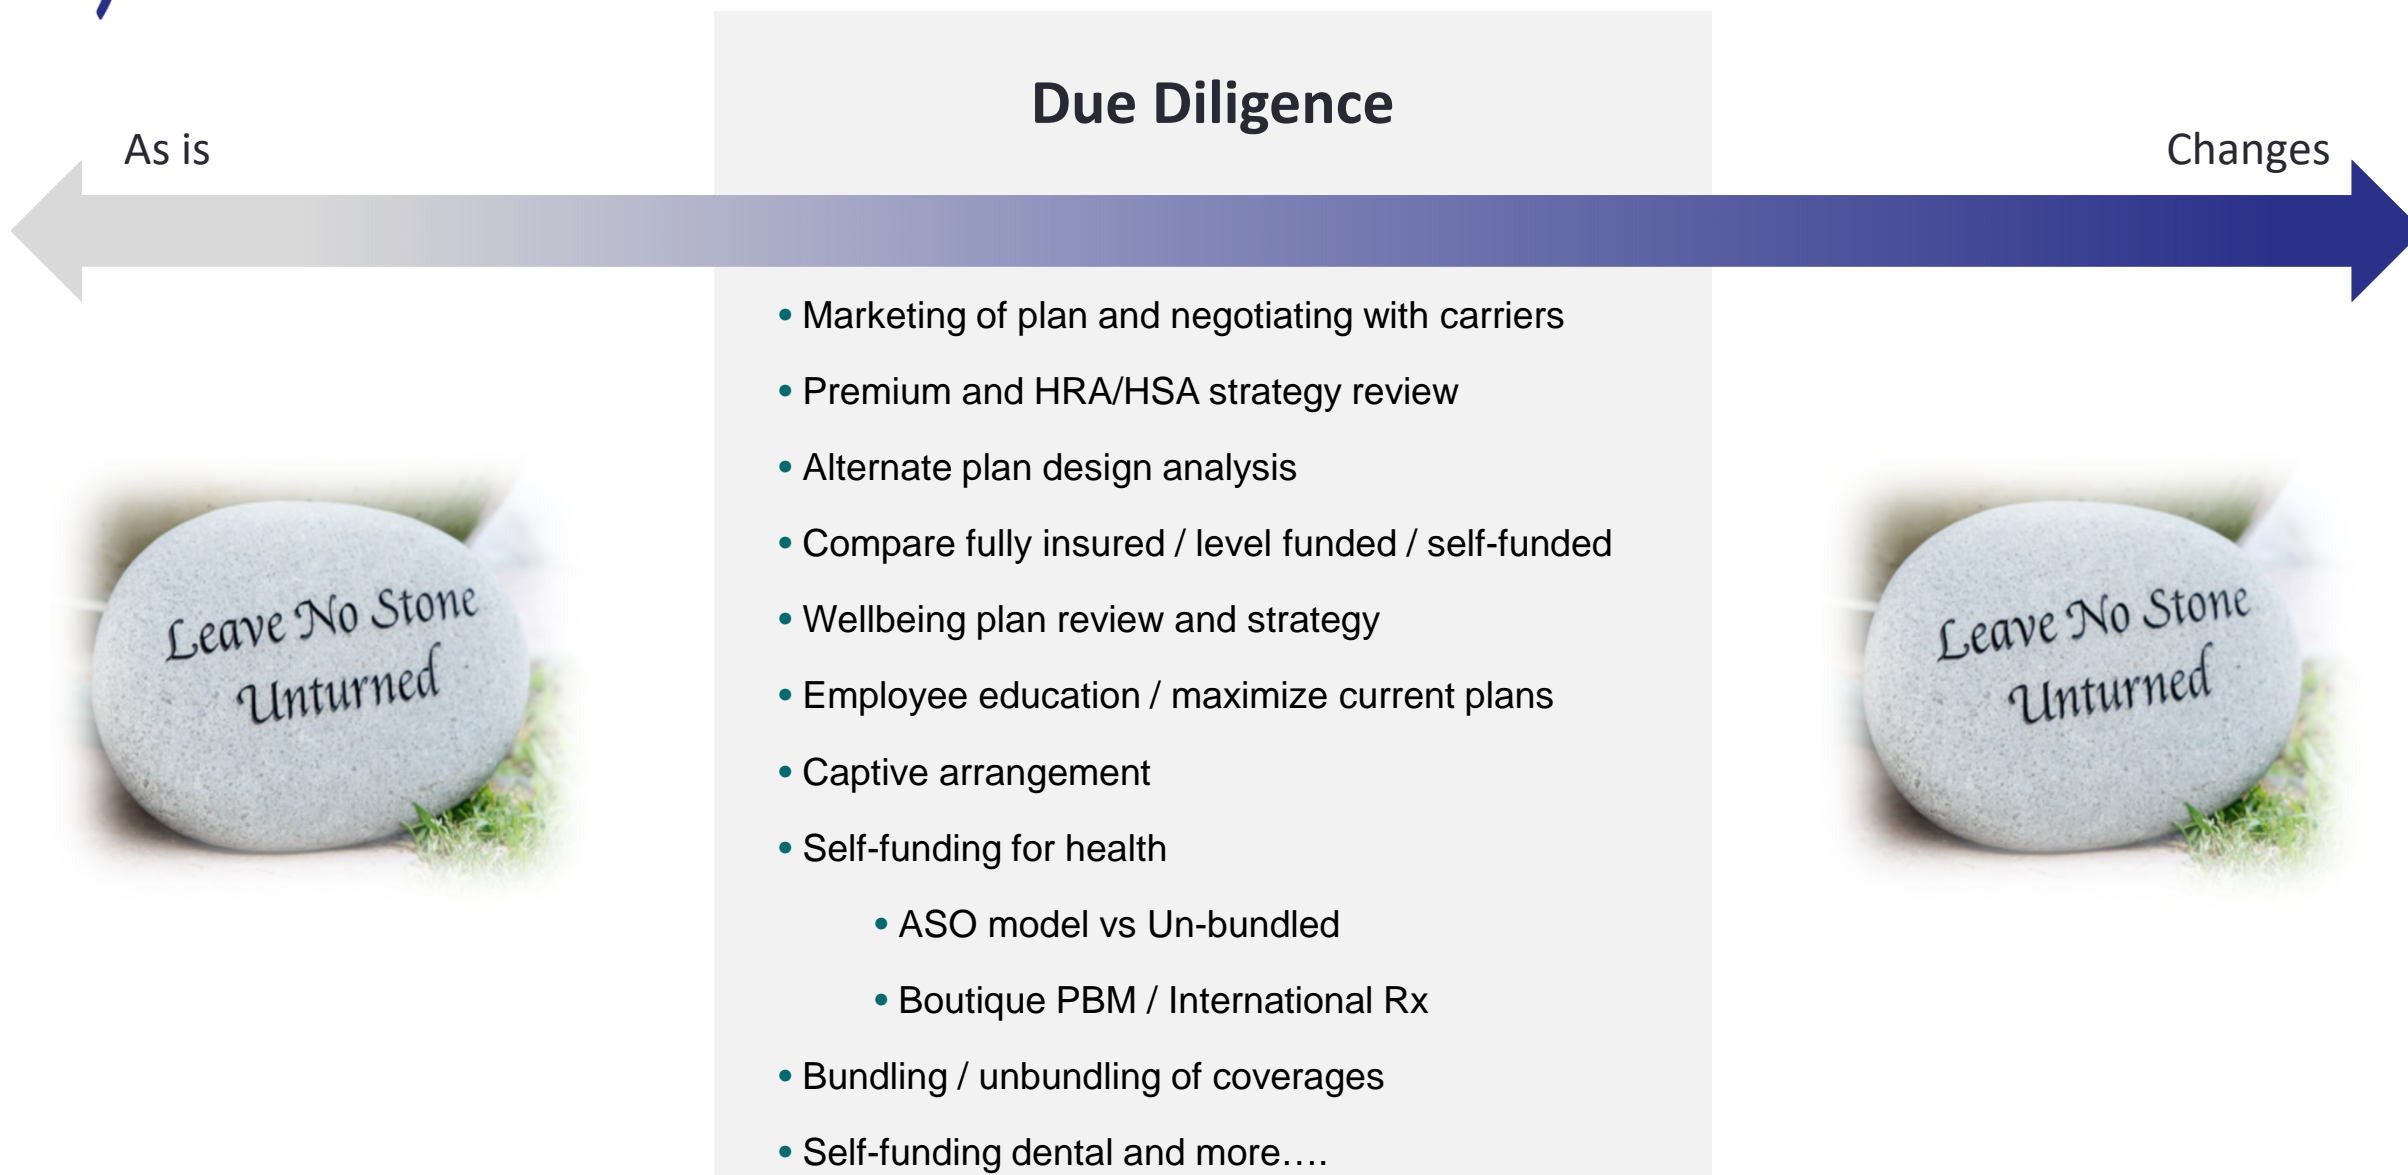 Due Diligence
As is
Changes
• Marketing of plan and negotiating with carriers
• Premium and HRA/HSA strategy review
• Alternate plan design analysis
• Compare fully insured / level funded / self-funded
• Wellbeing plan review and strategy
• Employee education / maximize current plans
• Captive arrangement
• Self-funding for health
• ASO model vs Un-bundled
• Boutique PBM / International Rx
• Bundling / unbundling of coverages
• Self-funding dental and more....
Leave No Stone
Unturned
Leave No Stone
Unturned